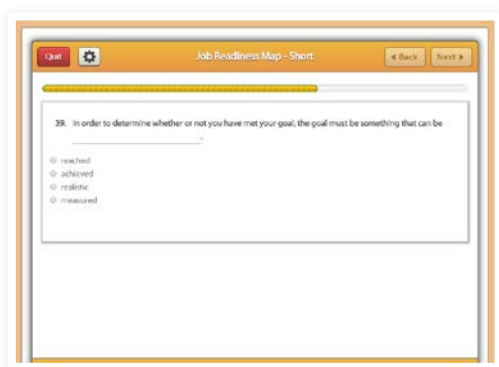 Quit
Job Readiness Map - Short
Back
Next
39. In order to determine whether or not you have met your goal, the goal must be something that can be
____________________.
reached
achieved
realistic
measured